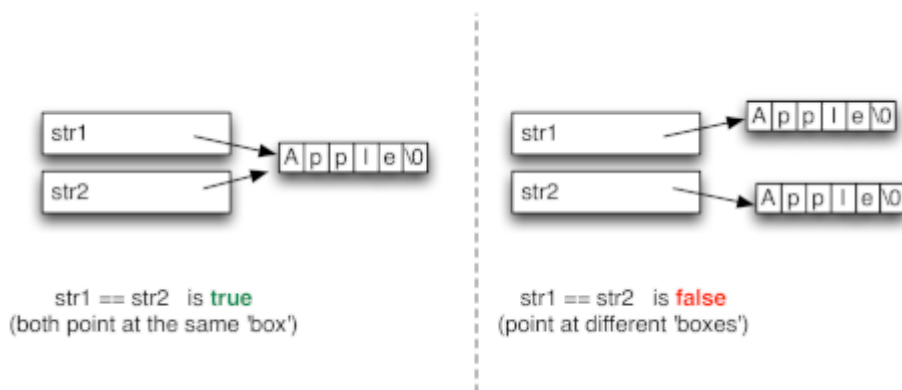 str1
str2
A p p l e \0
str1 == str2 is true
(both point at the same 'box')
str1
str2
A p p l e \0
A p p l e \0
str1 == str2 is false
(point at different 'boxes')